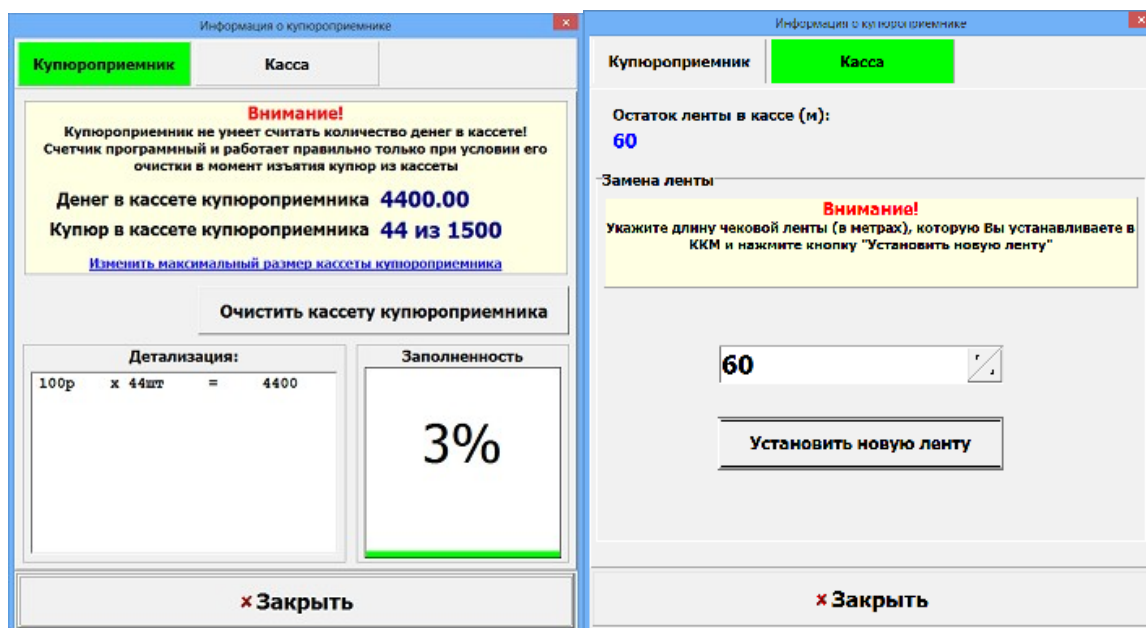 Информация о купюроприемнике
Купюроприемник
Касса
Внимание!
Купюроприемник не умеет считать количество денег в кассете!
Счетчик программный и работает правильно только при условии его
очистки в момент изъятия купюр из кассеты
Денег в кассете купюроприемника 4400.00
Купюр в кассете купюроприемника 44 из 1500
Изменить максимальный размер кассеты купюроприемника
Очистить кассету купюроприемника
Детализация:
100р x 44шт = 4400
Заполненность
3%
Закрыть
Информация о купюроприемнике
Купюроприемник
Касса
Остаток ленты в кассе (м):
60
Замена ленты
Внимание!
Укажите длину чековой ленты (в метрах), которую Вы устанавливаете в
ККМ и нажмите кнопку "Установить новую ленту"
60
Установить новую ленту
Закрыть